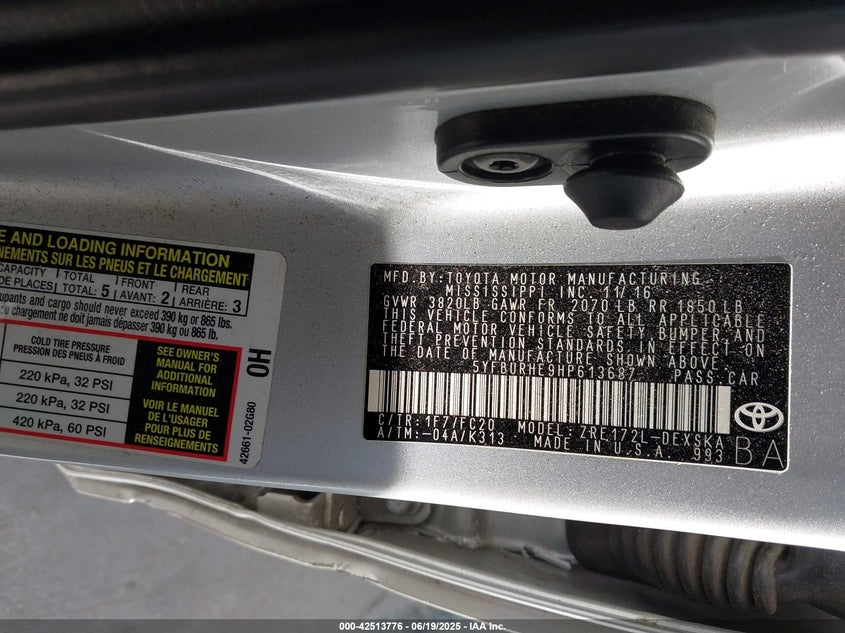 E AND LOADING INFORMATION
NEMENTS SUR LES PNEUS ET LE CHARGEMENT
CAPACITY TOTAL FRONT REAR
DE PLACES TOTAL: 5 AVANT: 2 ARRIÈRE: 3
upants and cargo should never exceed 390 kg or 865 lbs.
u chargement ne doit jamais dépasser 390 kg ou 865 lb.
COLD TIRE PRESSURE
PRESSION DES PNEUS À FROID
220 kPa, 32 PSI
220 kPa, 32 PSI
420 kPa, 60 PSI
SEE OWNER'S
MANUAL FOR
ADDITIONAL
INFORMATION
VOIR LE MANUEL
DE L'USAGER
POUR PLUS DE
RENSEIGNEMENTS
0H
42661-02G80
MFD.BY:TOYOTA MOTOR MANUFACTURING,
MISSISSIPPI, INC. 11/16
GVWR 3820LB GAWR FR 2070LB RR 1850LB
THIS VEHICLE CONFORMS TO ALL APPLICABLE
FEDERAL MOTOR VEHICLE SAFETY, BUMPER AND
THEFT PREVENTION STANDARDS IN EFFECT ON
THE DATE OF MANUFACTURE SHOWN ABOVE.
5YFBURHE9HP613687 PASS.CAR
C/TR: 1F7/FC20 MODEL: ZRE172L-DEXSKA
A/TM: -04A/K313 MADE IN U.S.A. 993
BA
000-42513776 - 06/19/2025 - IAA Inc.